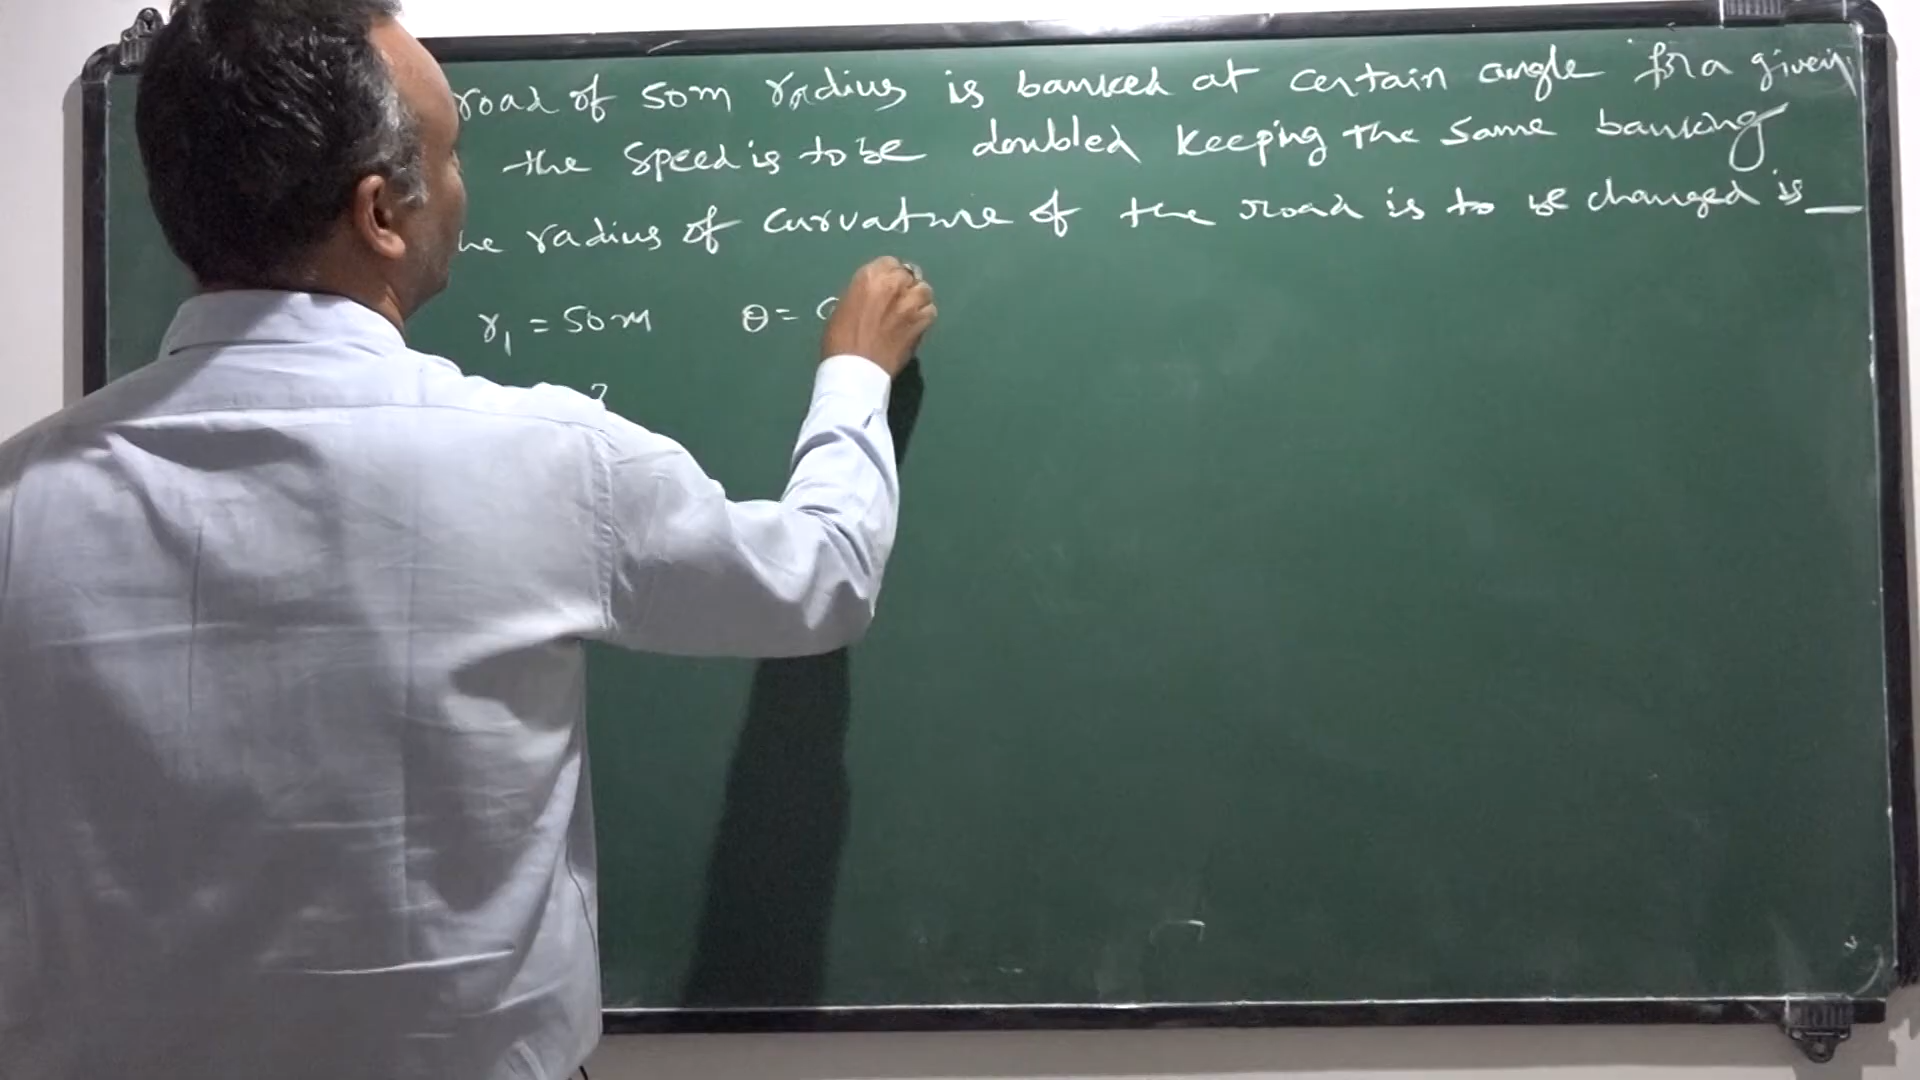 road of 50m radius is banked at certain angle for a given
the speed is to be doubled keeping the same banking
he radius of curvature of the road is to be changed is __
r₁ = 50m θ =
?